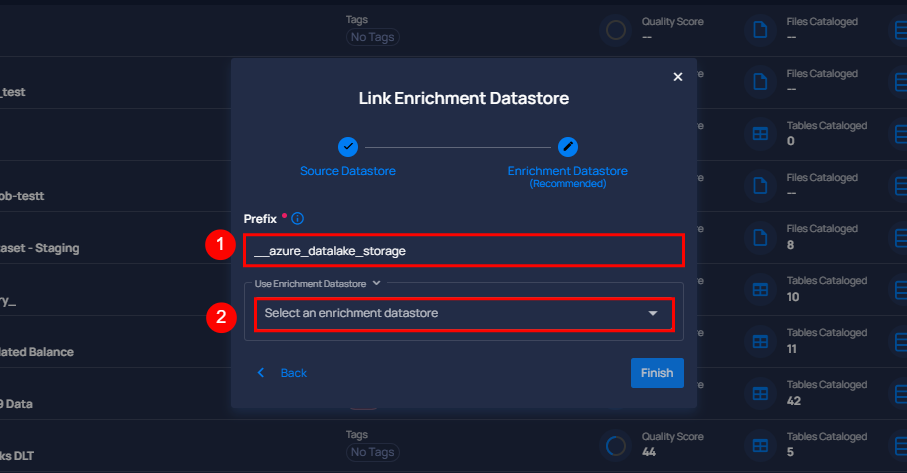 Tags
No Tags
Quality Score
--
Files Cataloged
--
Link Enrichment Datastore
Files Cataloged
--
_test
Tables Cataloged
0
Source Datastore
Enrichment Datastore
(Recommended)
Files Cataloged
--
ob-testt
Prefix *
1
__azure_datalake_storage
Files Cataloged
8
aset - Staging
Use Enrichment Datastore
Tables Cataloged
10
ry_
2
Select an enrichment datastore
Tables Cataloged
11
lated Balance
Back
Finish
Tables Cataloged
42
9 Data
Tags
No Tags
Quality Score
44
Tables Cataloged
5
ks DLT